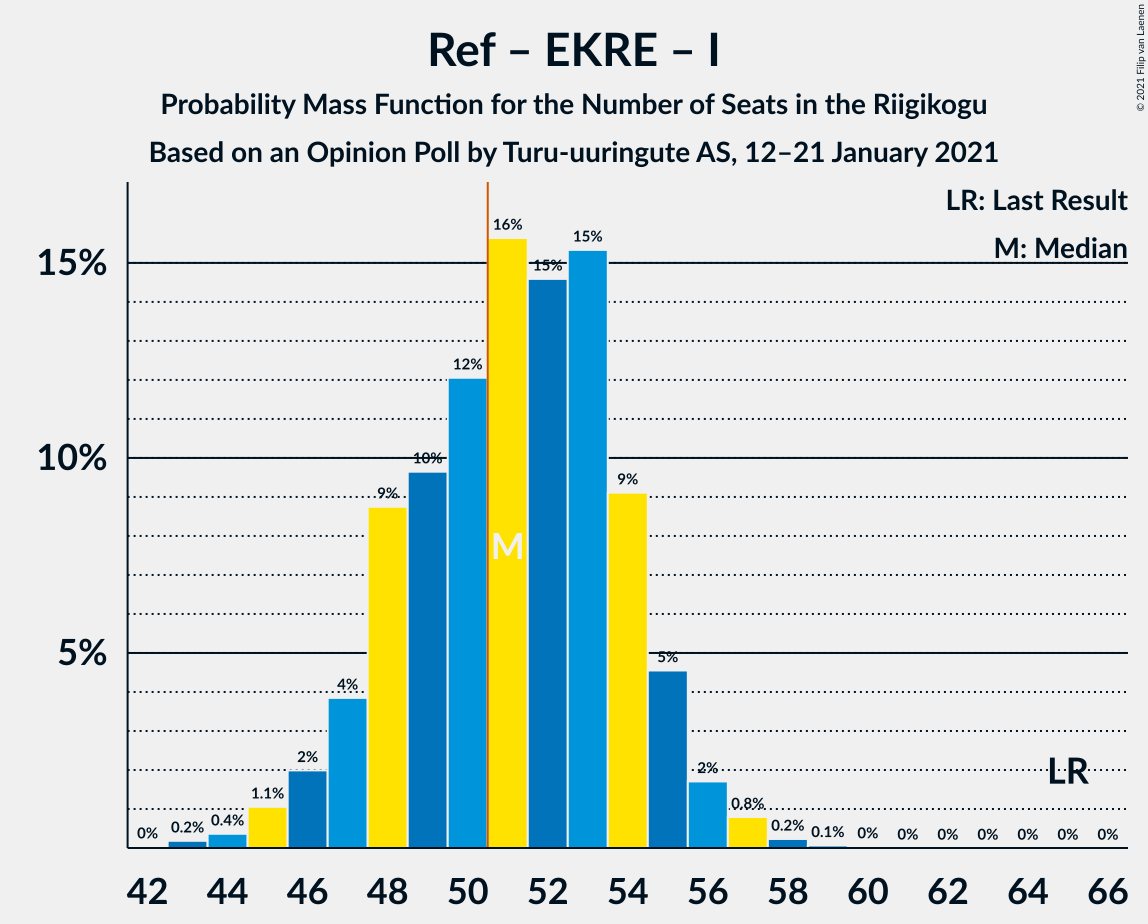 Ref – EKRE – I
Probability Mass Function for the Number of Seats in the Riigikogu
Based on an Opinion Poll by Turu-uuringute AS, 12–21 January 2021
© 2021 Filip van Laenen
LR: Last Result
M: Median
15%
10%
5%
0% 0.2% 0.4% 1.1% 2% 4% 9% 10% 12% 16% 15% 15% 9% 5% 2% 0.8% 0.2% 0.1% 0% 0% 0% 0% 0% 0% 0%
M
LR
42 44 46 48 50 52 54 56 58 60 62 64 66